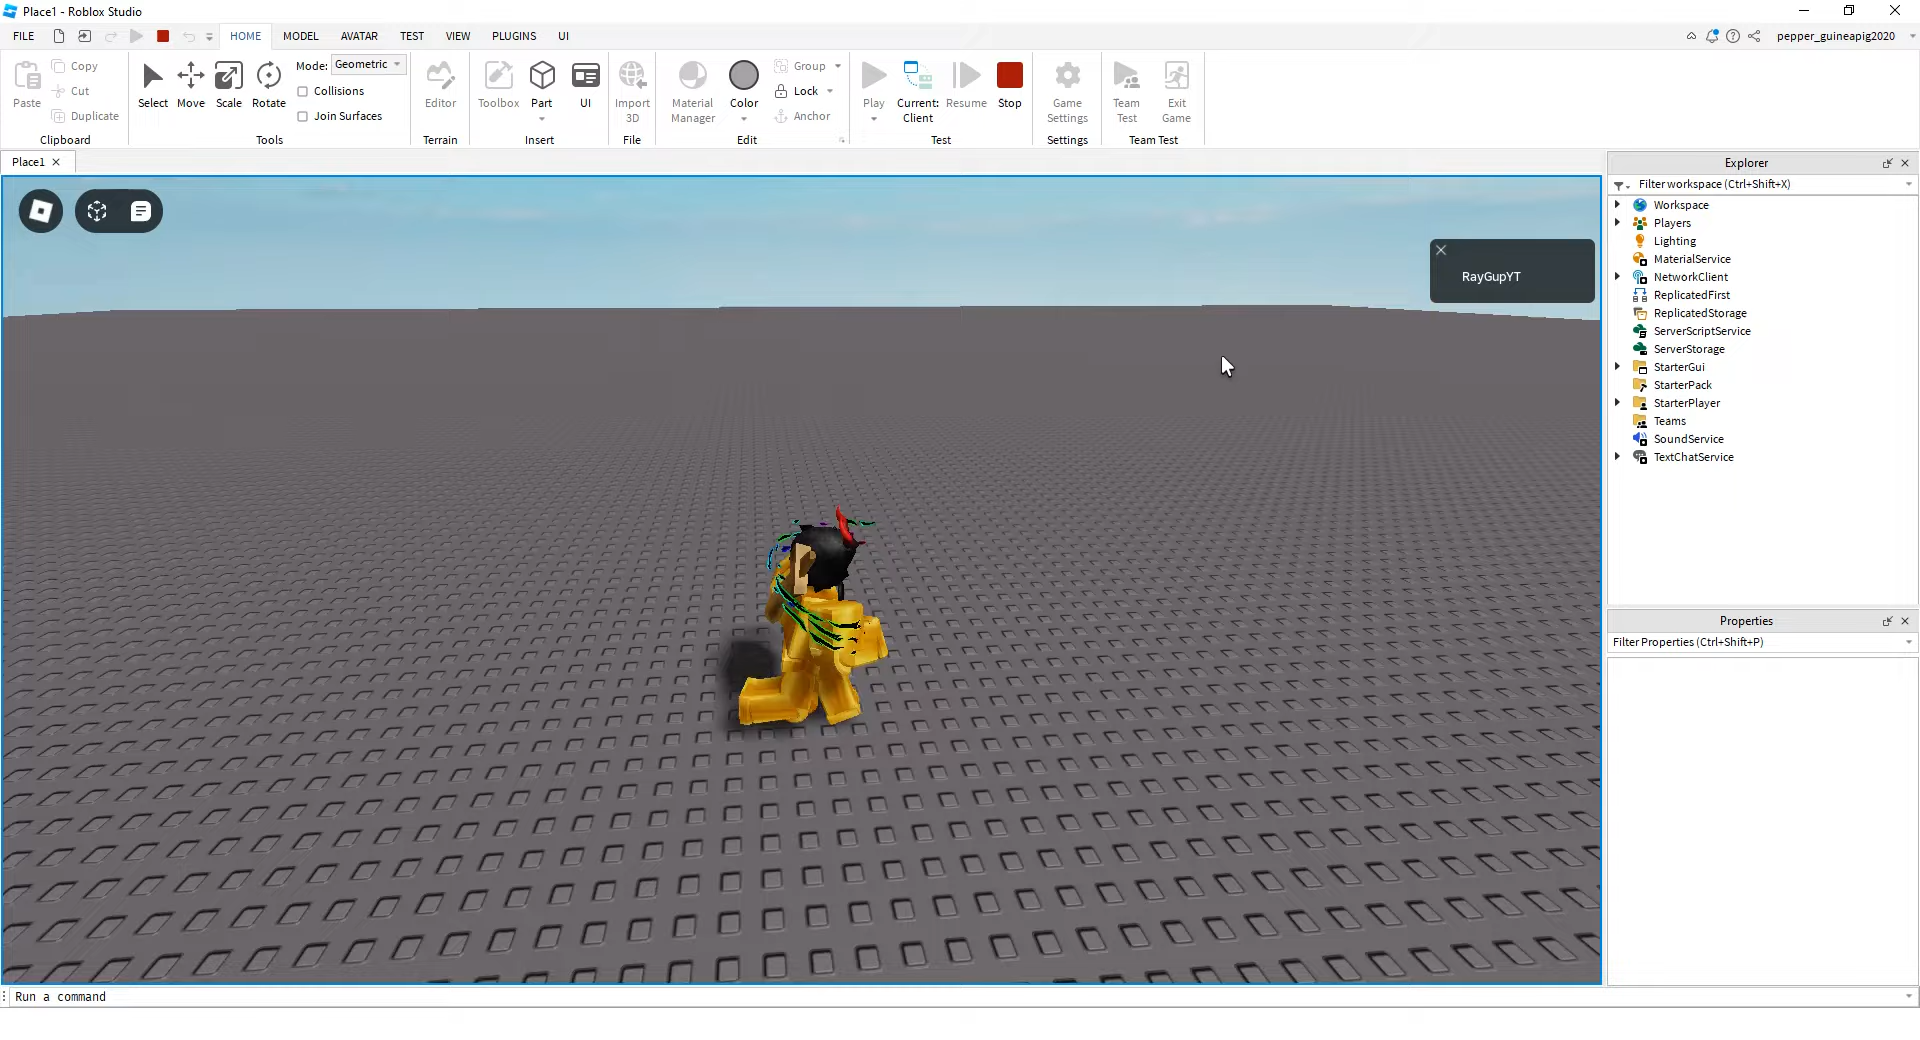 Place1 - Roblox Studio
FILE HOME MODEL AVATAR TEST VIEW PLUGINS UI pepper_guineapig2020
Paste Copy Cut Duplicate
Clipboard
Select Move Scale Rotate
Mode: Geometric
Collisions
Join Surfaces
Tools
Editor
Terrain
Toolbox Part UI
Insert
Import
3D
File
Material
Manager
Color
Group
Lock
Anchor
Edit
Play
Current:
Client
Resume Stop
Test
Game
Settings
Settings
Team
Test
Exit
Game
Team Test
Place1
RayGupYT
Explorer
Filter workspace (Ctrl+Shift+X)
Workspace
Players
Lighting
MaterialService
NetworkClient
ReplicatedFirst
ReplicatedStorage
ServerScriptService
ServerStorage
StarterGui
StarterPack
StarterPlayer
Teams
SoundService
TextChatService
Properties
Filter Properties (Ctrl+Shift+P)
Run a command